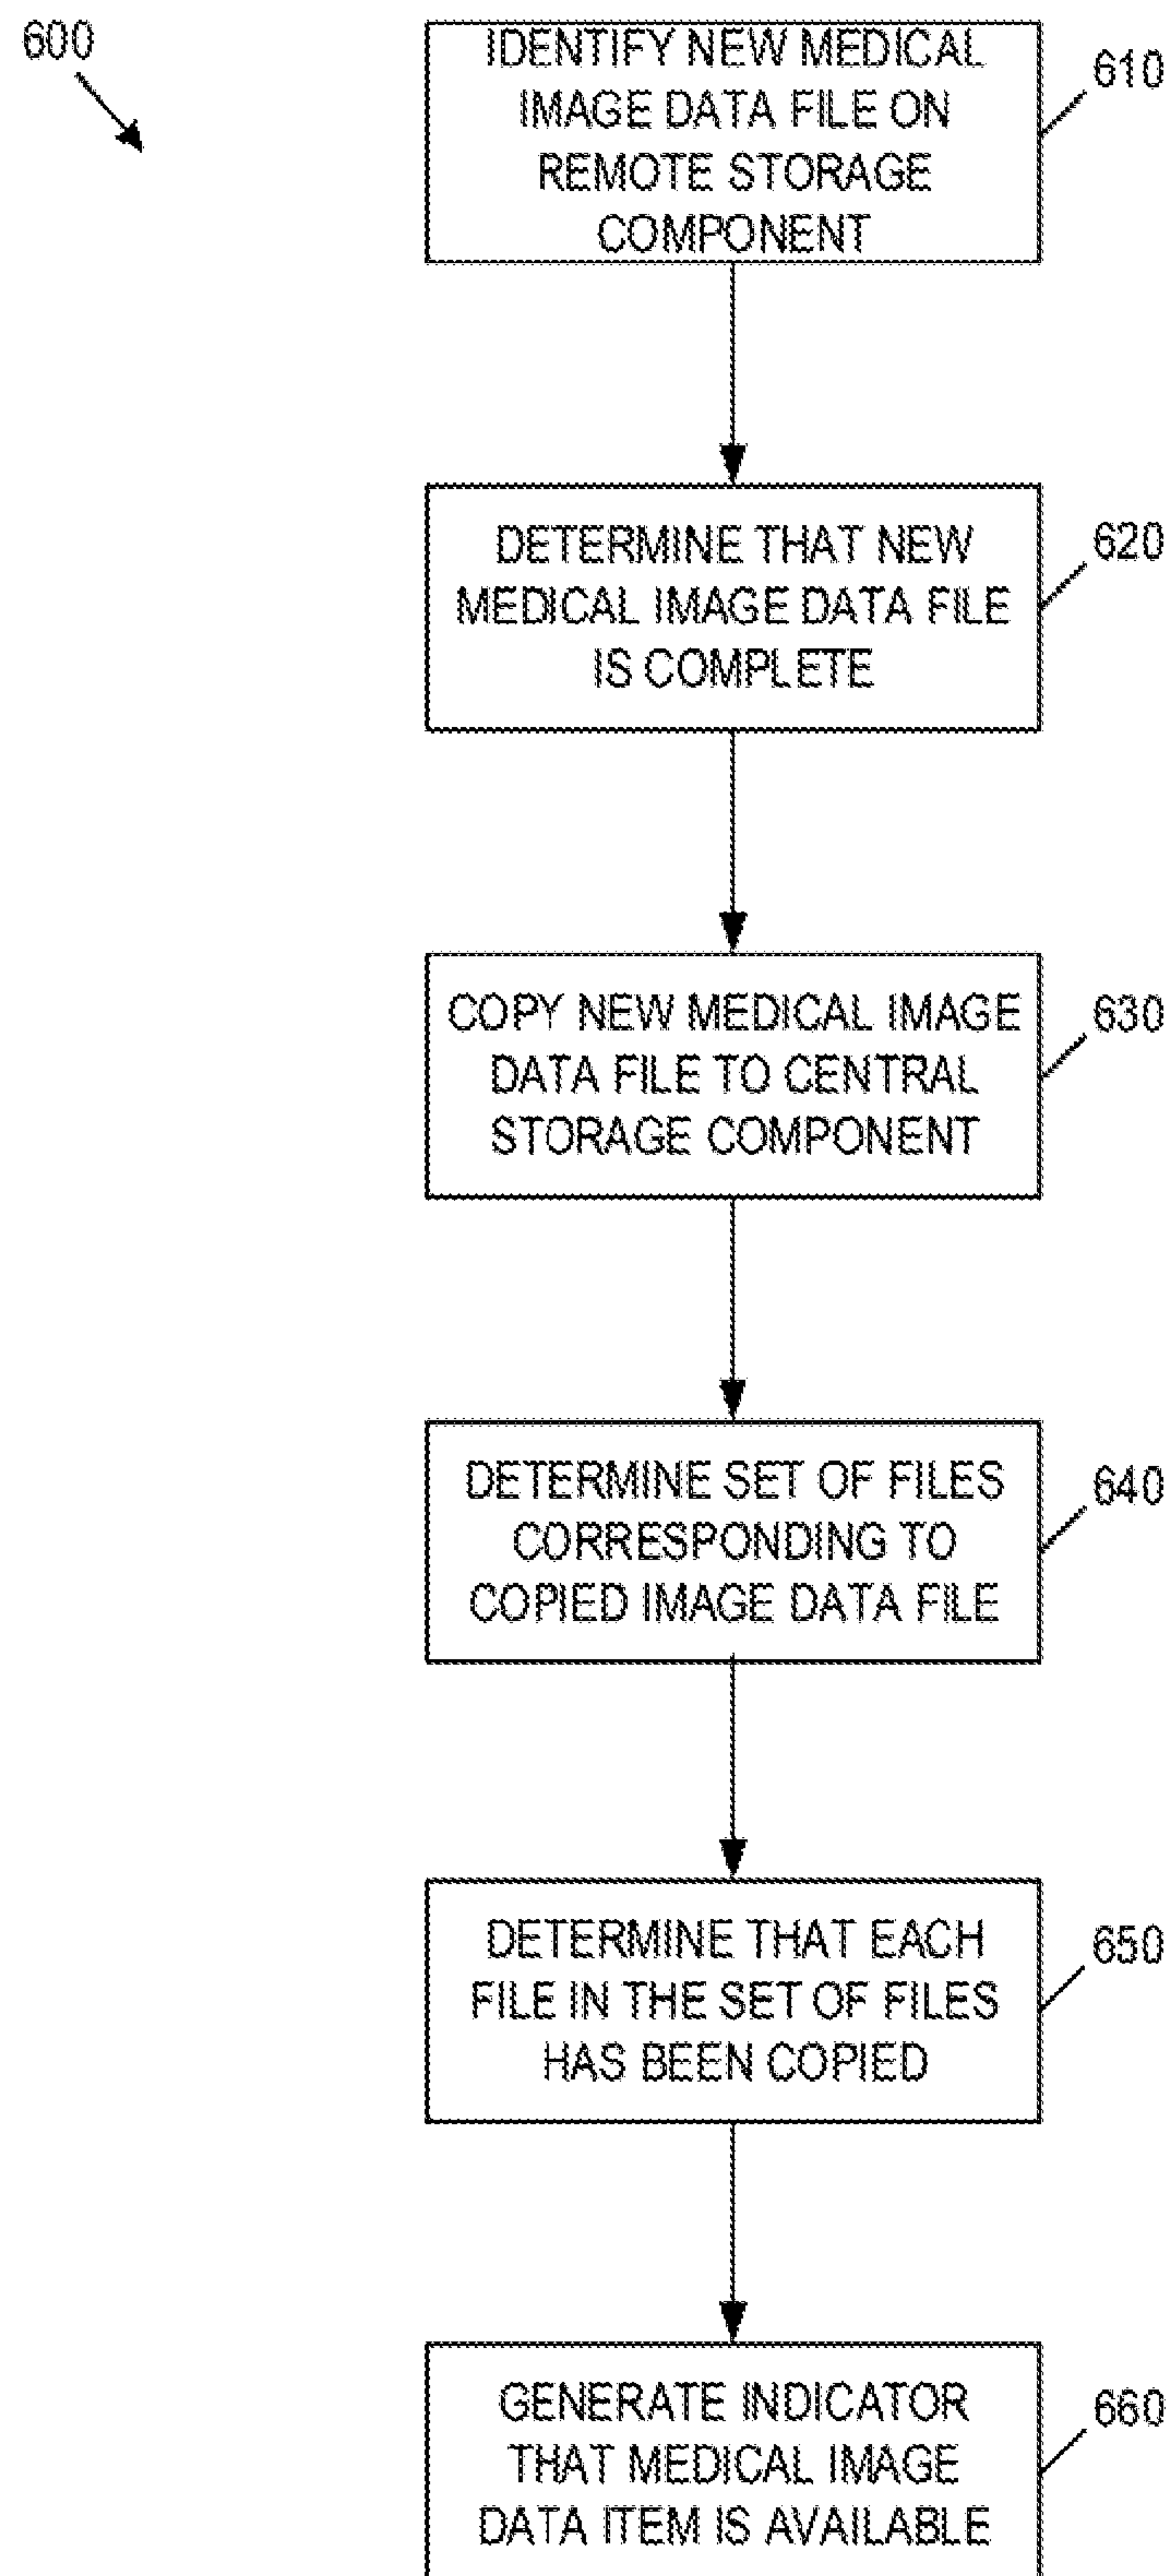 600
IDENTIFY NEW MEDICAL
IMAGE DATA FILE ON
REMOTE STORAGE
COMPONENT
610
DETERMINE THAT NEW
MEDICAL IMAGE DATA FILE
IS COMPLETE
620
COPY NEW MEDICAL IMAGE
DATA FILE TO CENTRAL
STORAGE COMPONENT
630
DETERMINE SET OF FILES
CORRESPONDING TO
COPIED IMAGE DATA FILE
640
DETERMINE THAT EACH
FILE IN THE SET OF FILES
HAS BEEN COPIED
650
GENERATE INDICATOR
THAT MEDICAL IMAGE
DATA ITEM IS AVAILABLE
660